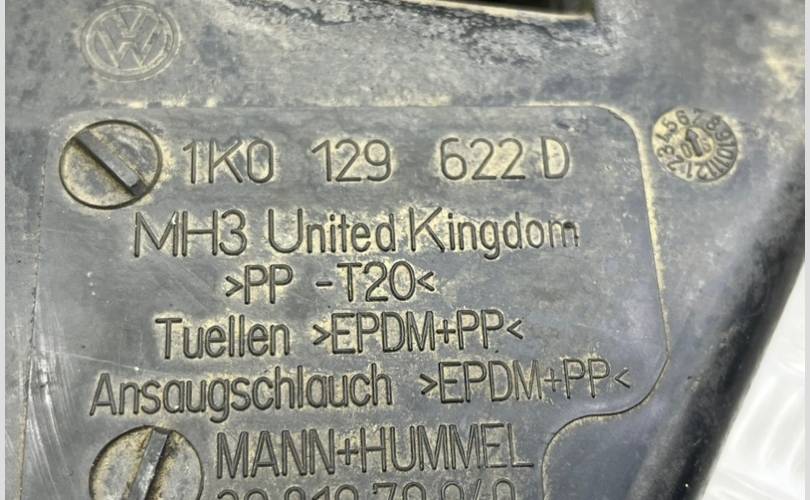 1K0 129 622 D
MH3 United Kingdom
>PP -T20<
Tuellen >EPDM+PP<
Ansaugschlauch >EPDM+PP<
MANN+HUMMEL